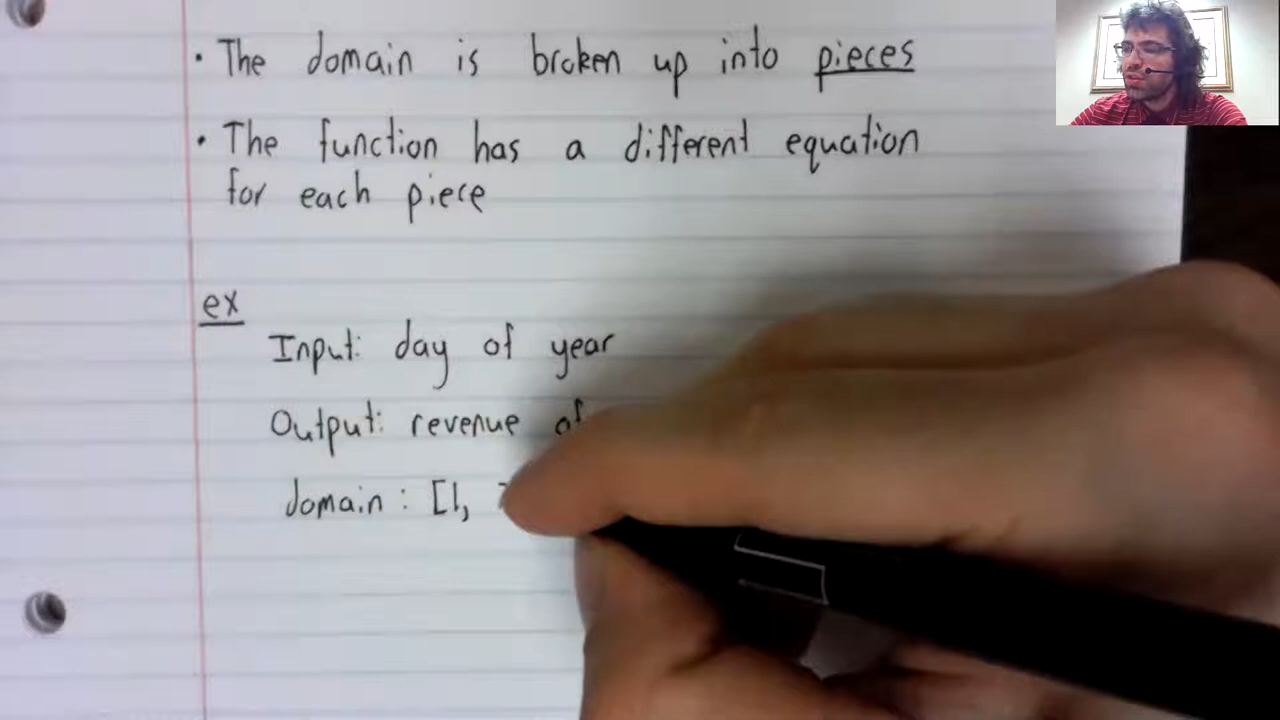 · The domain is broken up into pieces
· The function has a different equation
for each piece
ex
Input: day of year
Output: revenue of
domain : [1,